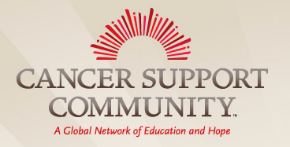 CANCER SUPPORT
COMMUNITY™
A Global Network of Education and Hope